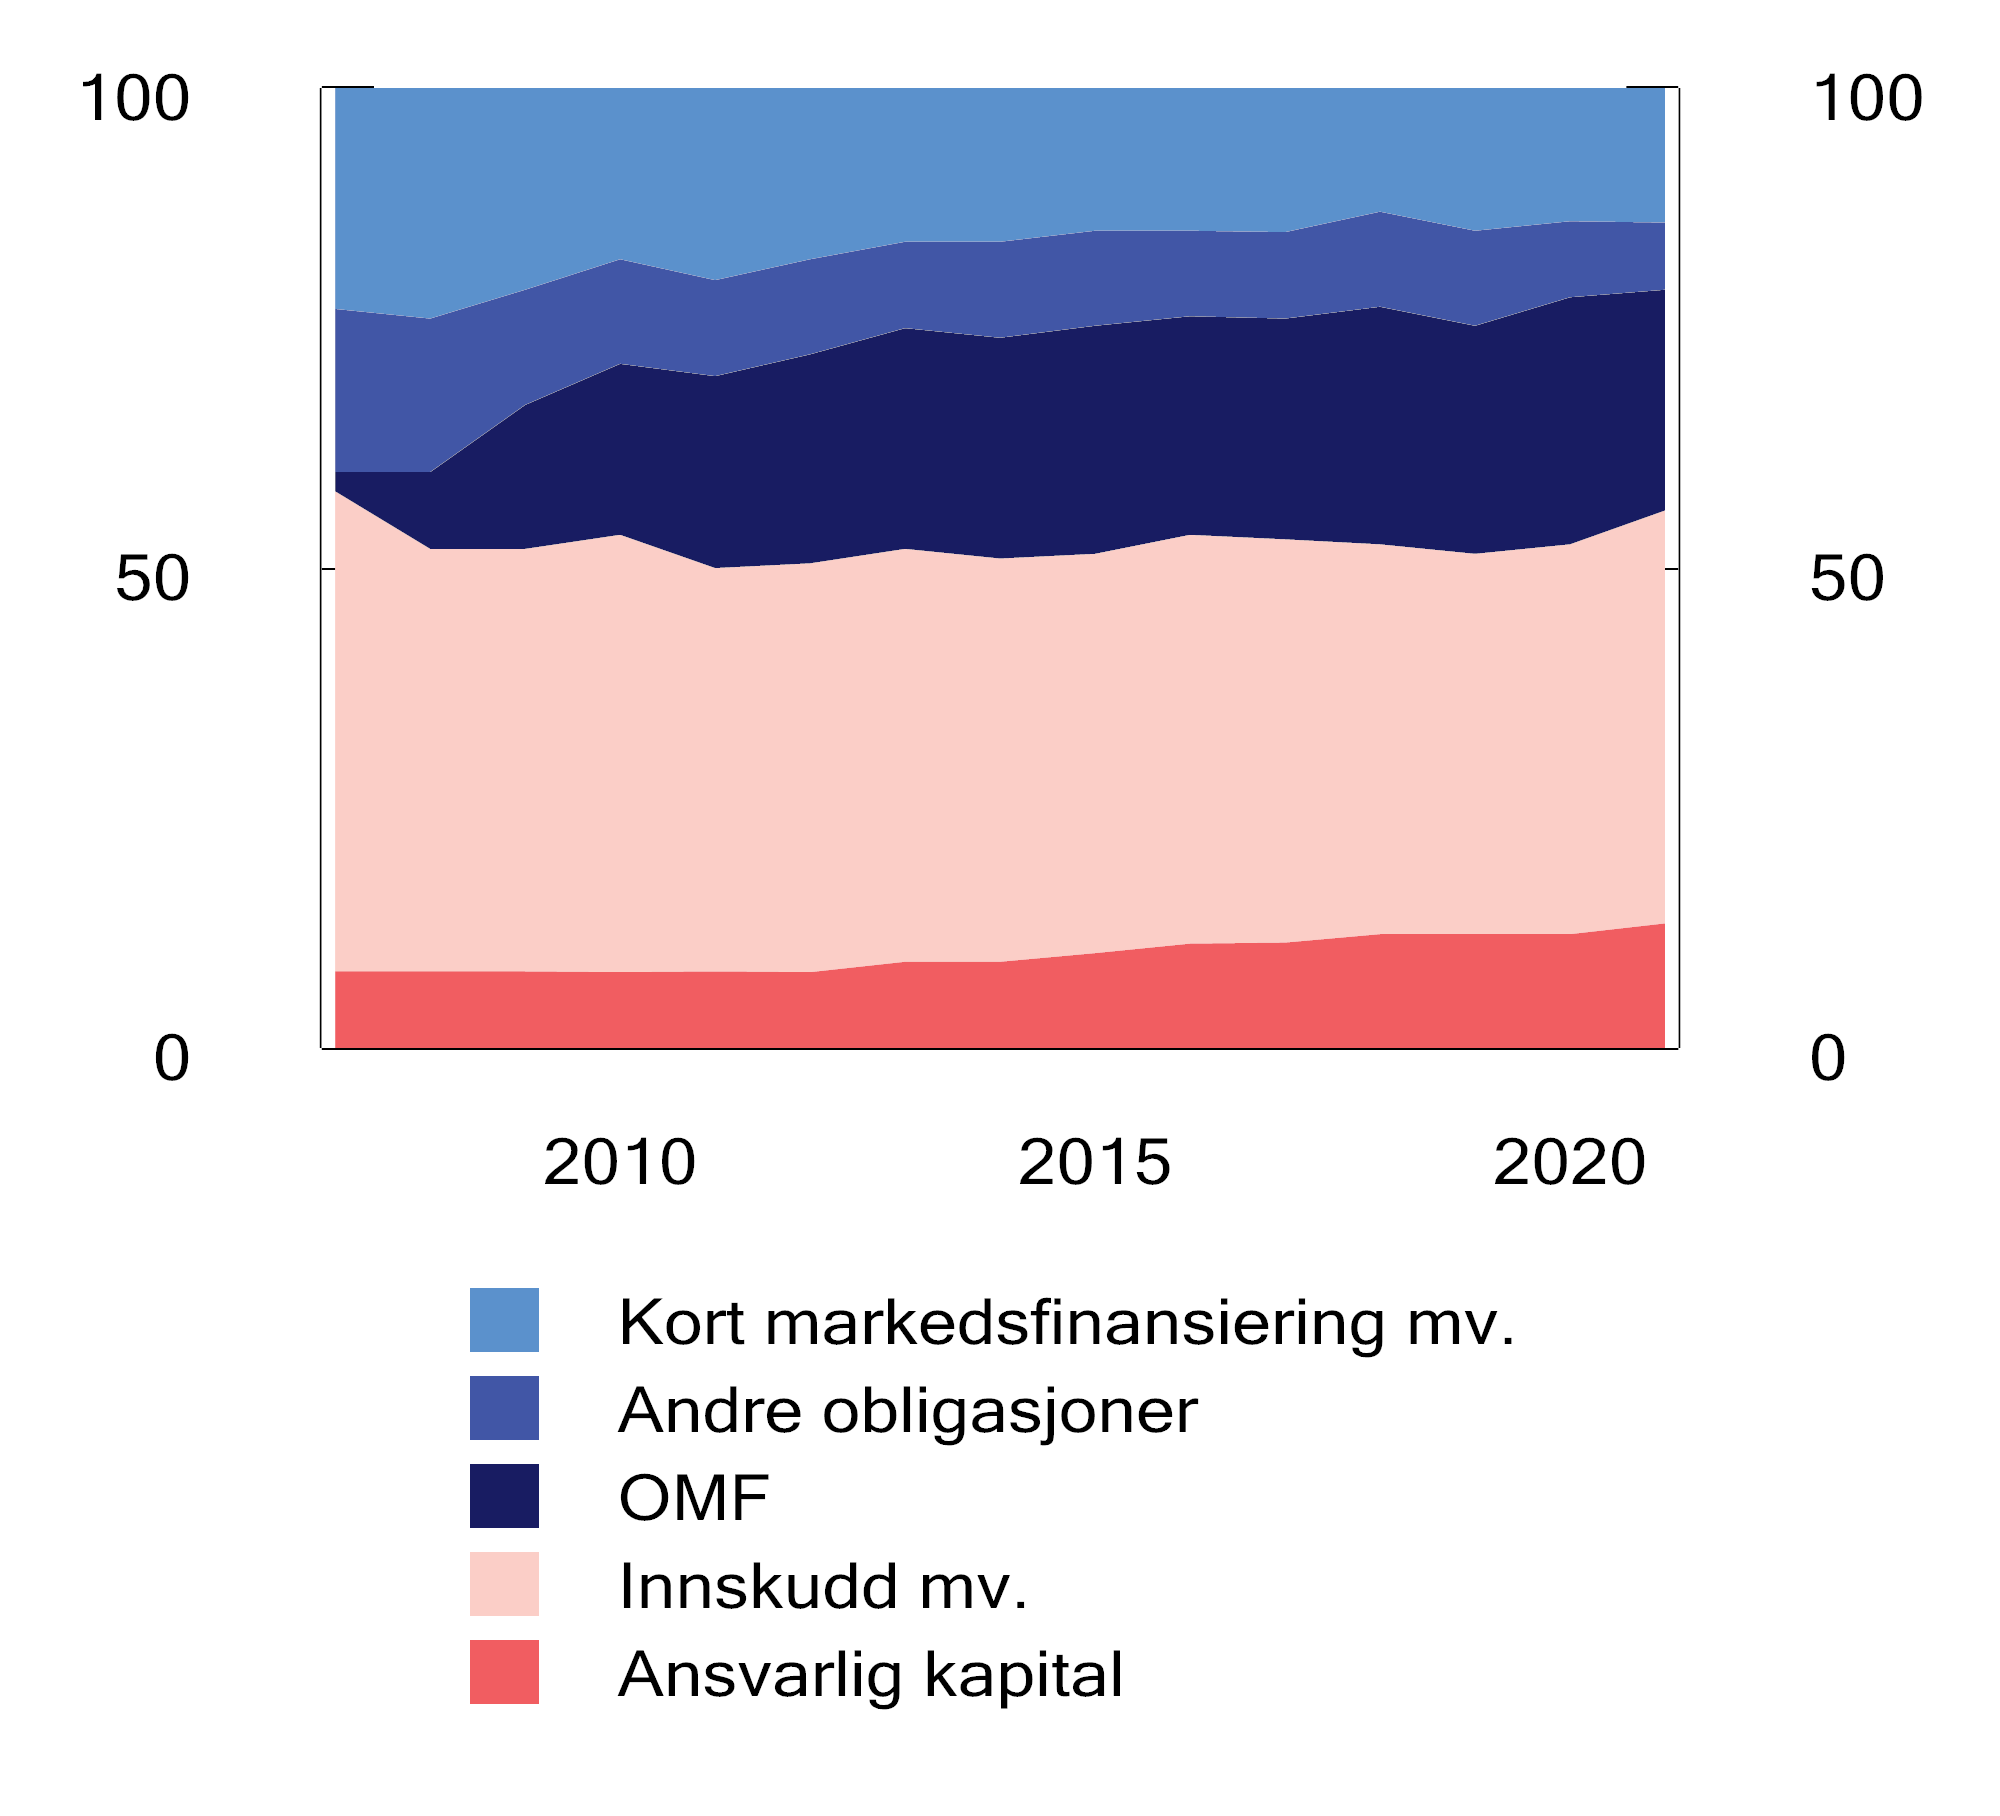 100 100
50 50
0 0
2010 2015 2020
Kort markedsfinansiering mv.
Andre obligasjoner
OMF
Innskudd mv.
Ansvarlig kapital